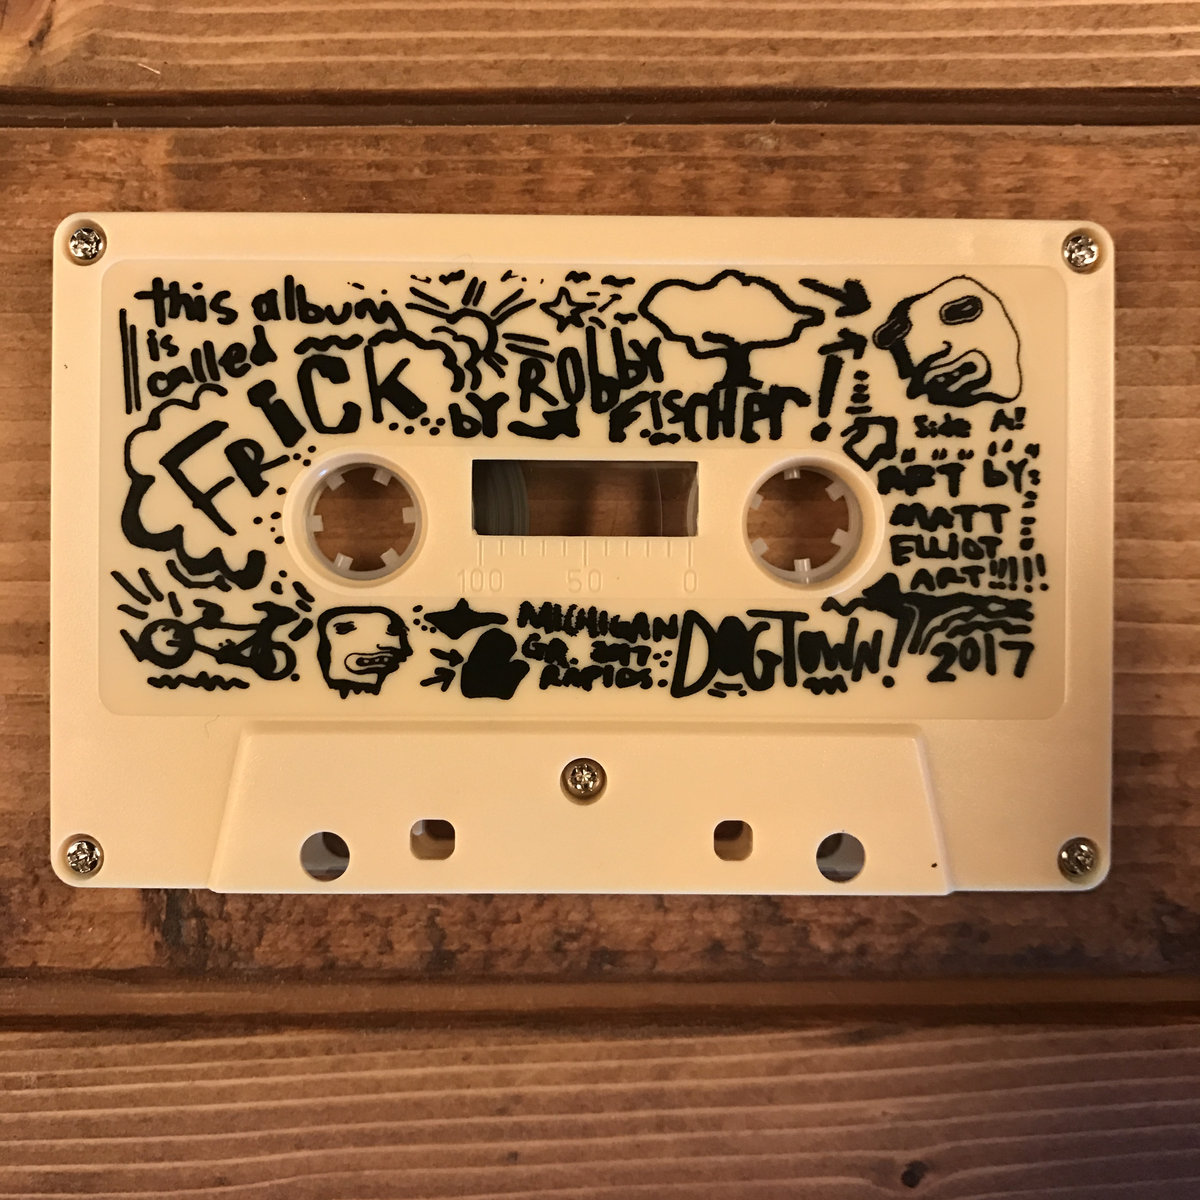 this album
is
called
FRICK
by ROBBY
FISCHER!
Side A!
ART BY:
MATT
ELLIOT
ART!!!!!
100 50 0
MICHIGAN
GR 2017
RAPIDS
DOGTOWN!
2017